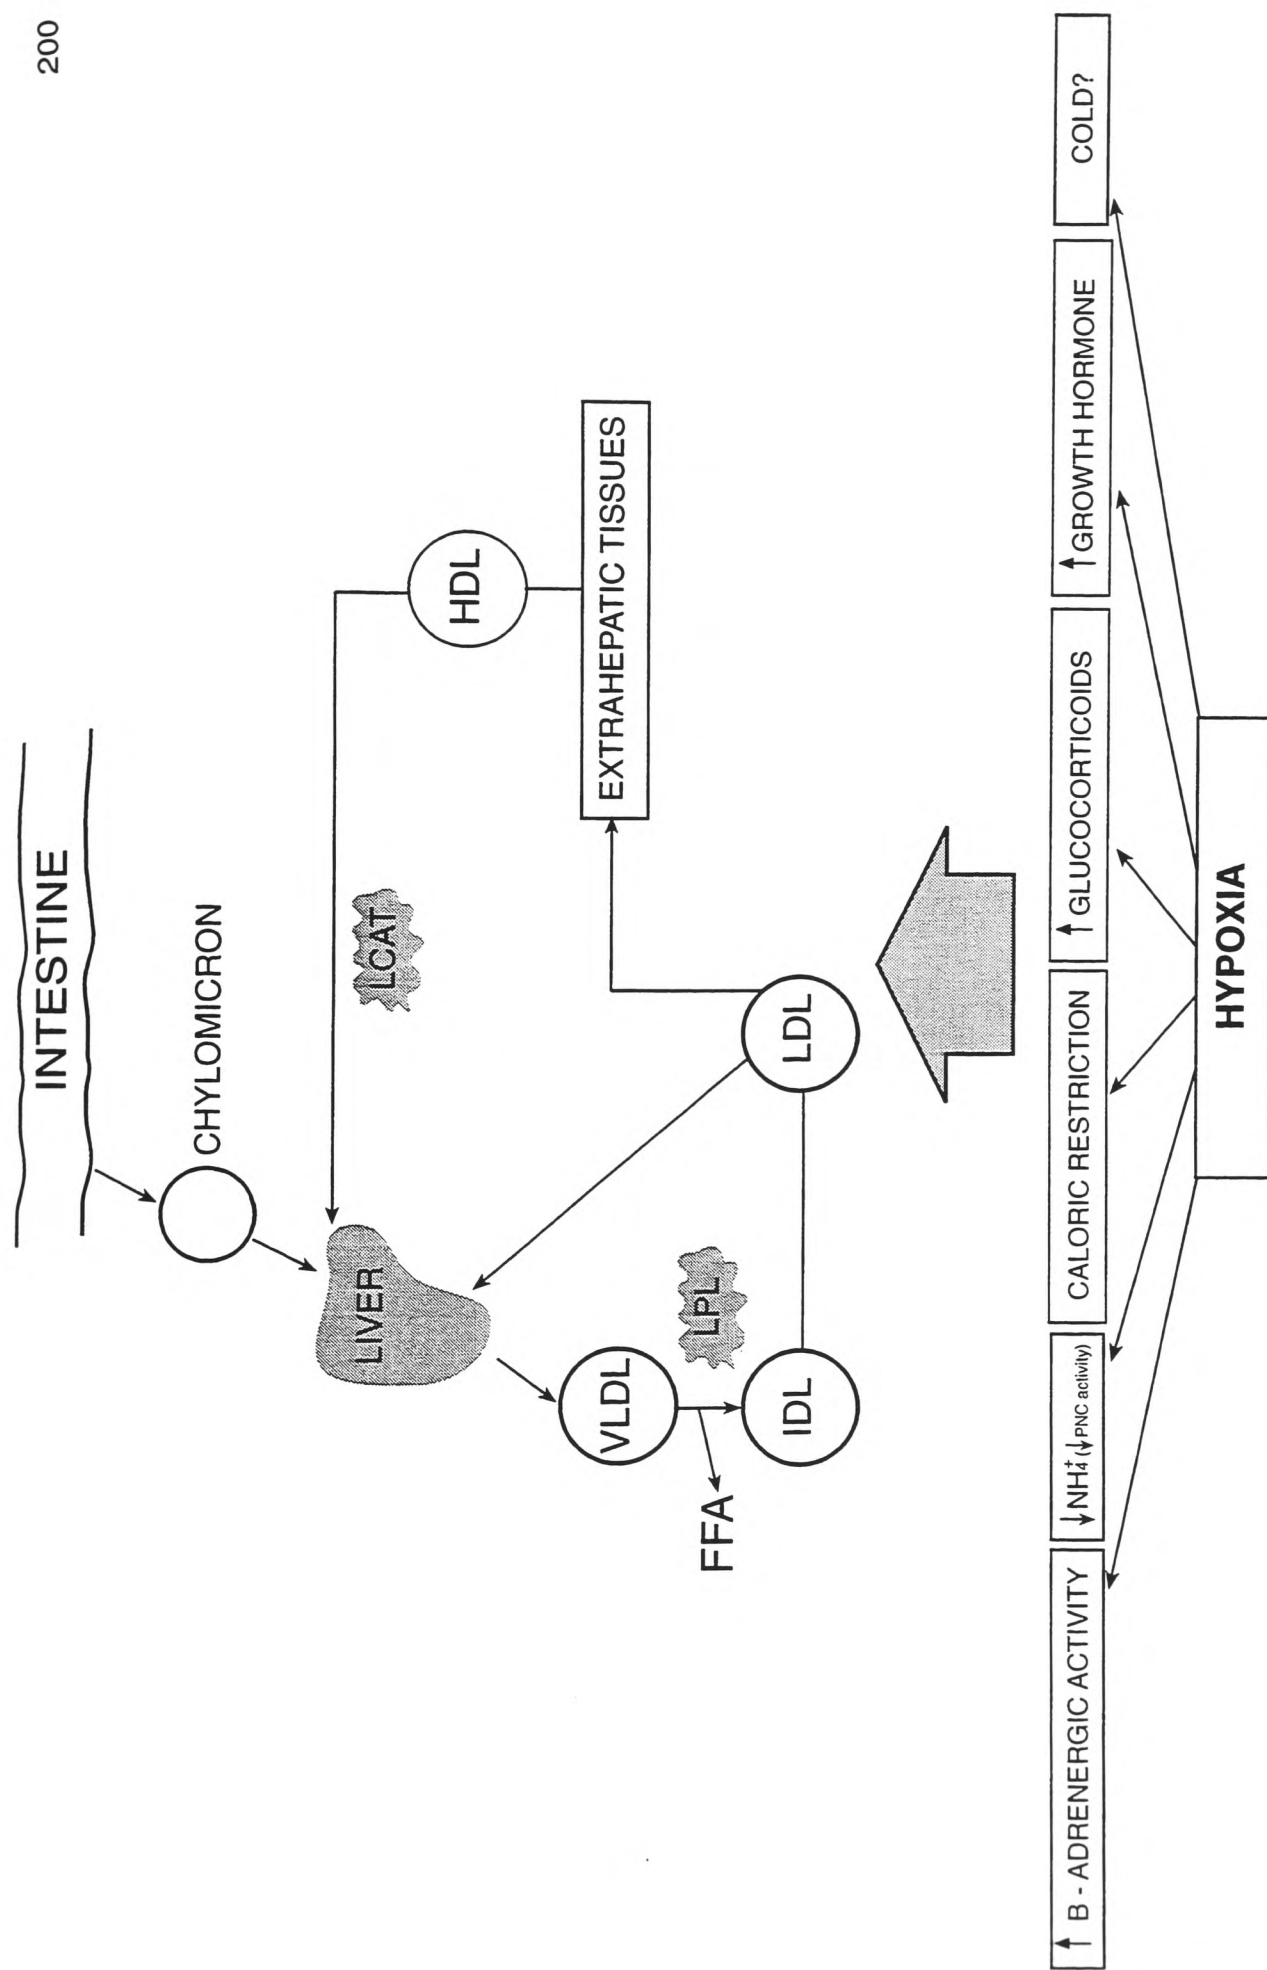 200
INTESTINE
CHYLOMICRON
LIVER
LCAT
HDL
VLDL
LPL
FFA
IDL
LDL
EXTRAHEPATIC TISSUES
↑ B - ADRENERGIC ACTIVITY
↓NH₄⁺ (↓PNC activity)
CALORIC RESTRICTION
↑ GLUCOCORTICOIDS
↑ GROWTH HORMONE
COLD?
HYPOXIA